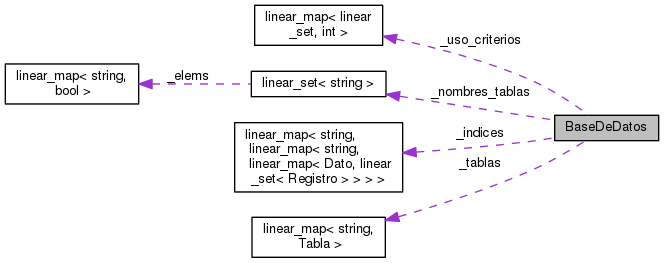 linear_map< linear
_set, int >
_uso_criterios
linear_map< string,
bool >
_elems
linear_set< string >
_nombres_tablas
BaseDeDatos
linear_map< string,
linear_map< string,
linear_map< Dato, linear
_set< Registro > > > >
_indices
_tablas
linear_map< string,
Tabla >